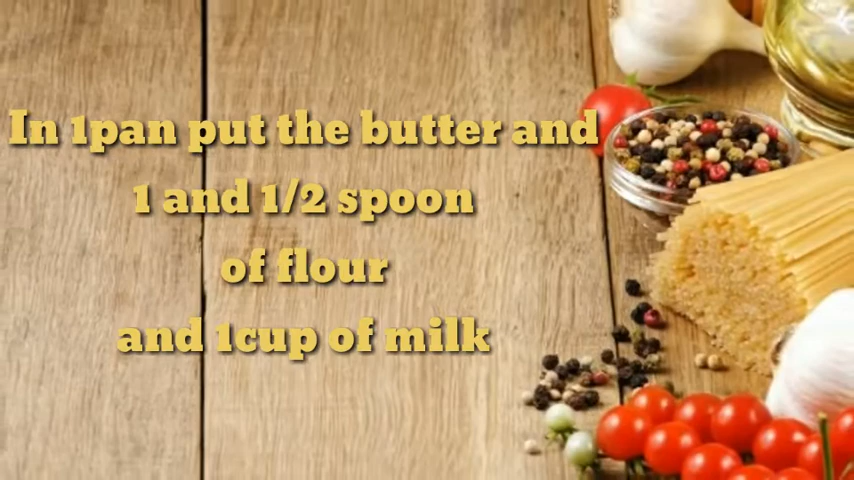 In 1pan put the butter and
1 and 1/2 spoon
of flour
and 1cup of milk